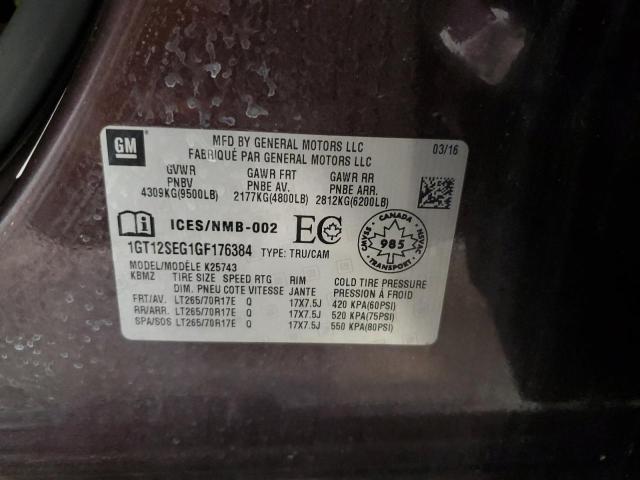 GM
MFD BY GENERAL MOTORS LLC
FABRIQUÉ PAR GENERAL MOTORS LLC
03/16
GVWR GAWR FRT GAWR RR
PNBV PNBE AV. PNBE ARR.
4309KG(9500LB) 2177KG(4800LB) 2812KG(6200LB)
ICES/NMB-002 EC
CANADA
CMVSS 985 NSVAC
TRANSPORT
1GT12SEG1GF176384 TYPE: TRU/CAM
MODEL/MODÈLE K25743
KBMZ TIRE SIZE SPEED RTG RIM COLD TIRE PRESSURE
DIM. PNEU COTE VITESSE JANTE PRESSION À FROID
FRT/AV. LT265/70R17E Q 17X7.5J 420 KPA(60PSI)
RR/ARR. LT265/70R17E Q 17X7.5J 520 KPA(75PSI)
SPA/SOS LT265/70R17E Q 17X7.5J 550 KPA(80PSI)